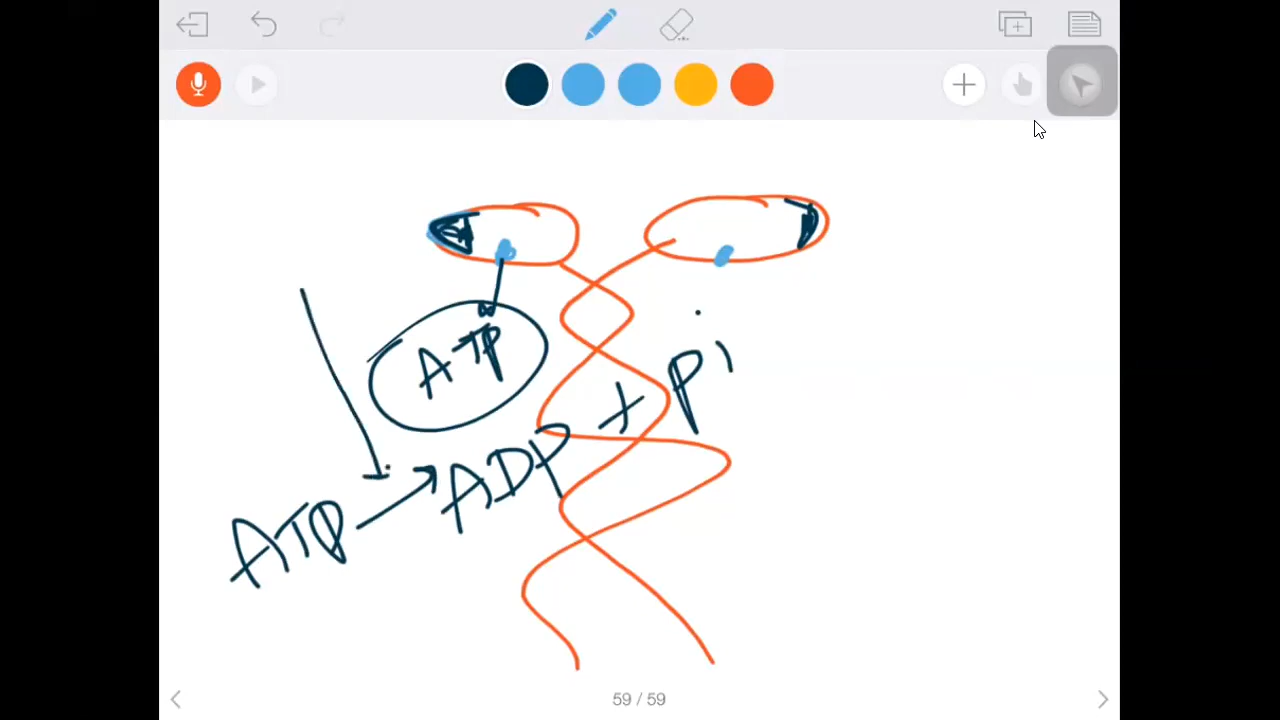 ATP
ATP → ADP + Pi
59 / 59